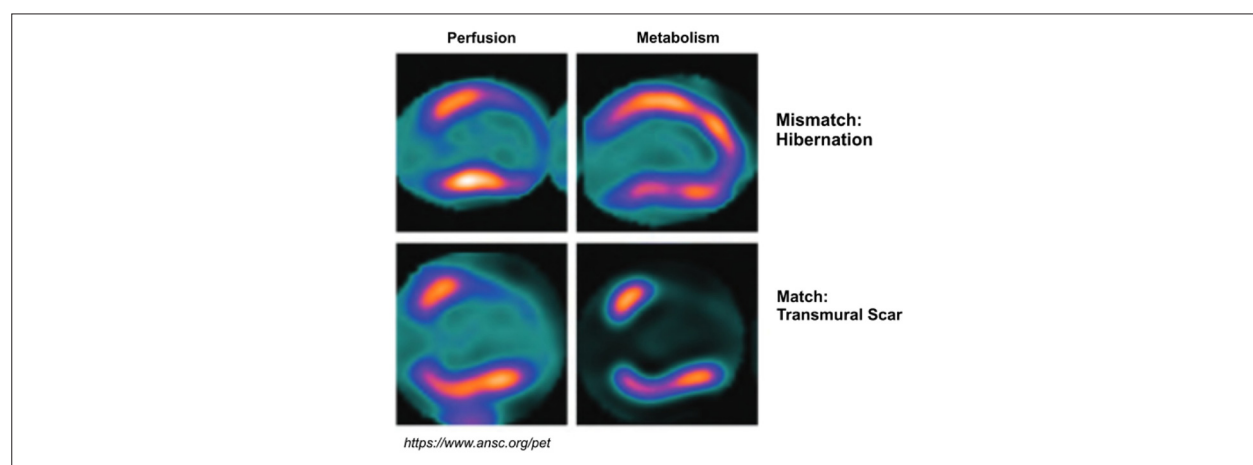 Perfusion Metabolism
Mismatch:
Hibernation
Match:
Transmural Scar
https://www.ansc.org/pet